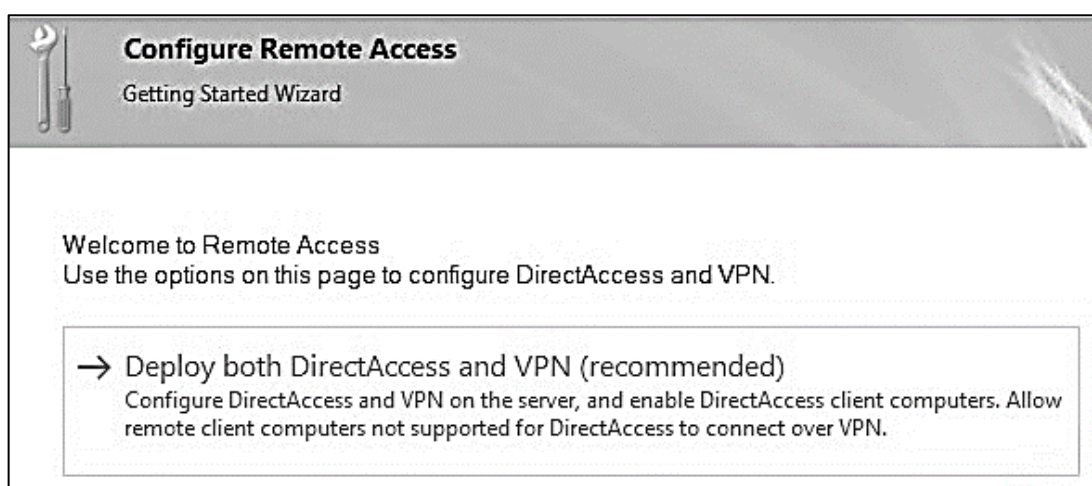 Configure Remote Access
Getting Started Wizard
Welcome to Remote Access
Use the options on this page to configure DirectAccess and VPN.
→ Deploy both DirectAccess and VPN (recommended)
Configure DirectAccess and VPN on the server, and enable DirectAccess client computers. Allow
remote client computers not supported for DirectAccess to connect over VPN.